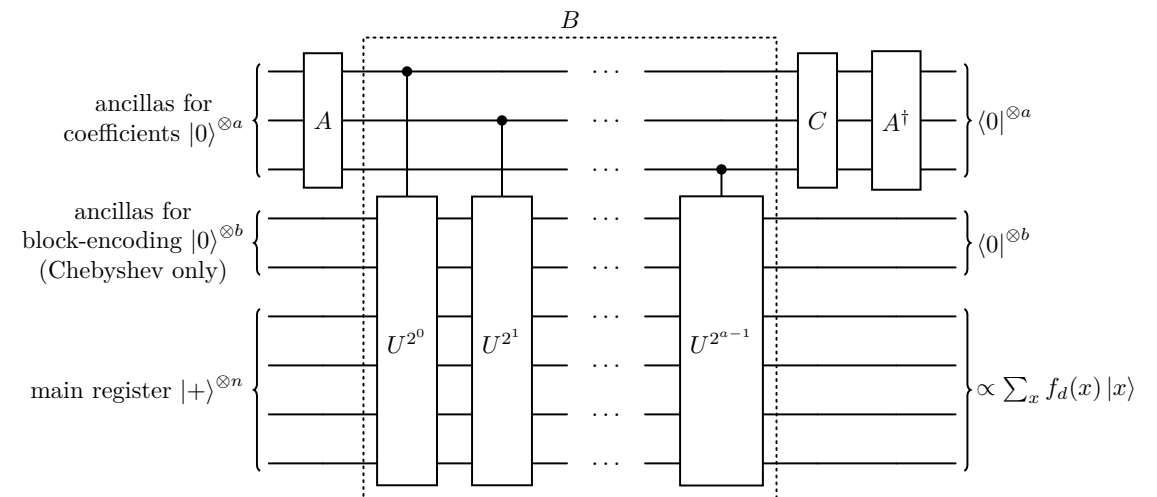 B
ancillas for
coefficients |0⟩^{⊗a}
A
· · ·
· · ·
· · ·
C
A^†
⟨0|^{⊗a}
ancillas for
block-encoding |0⟩^{⊗b}
(Chebyshev only)
· · ·
· · ·
⟨0|^{⊗b}
main register |+⟩^{⊗n}
· · ·
U^{2^0}
U^{2^1}
U^{2^{a−1}}
· · ·
· · ·
· · ·
∝ ∑_x f_d(x) |x⟩